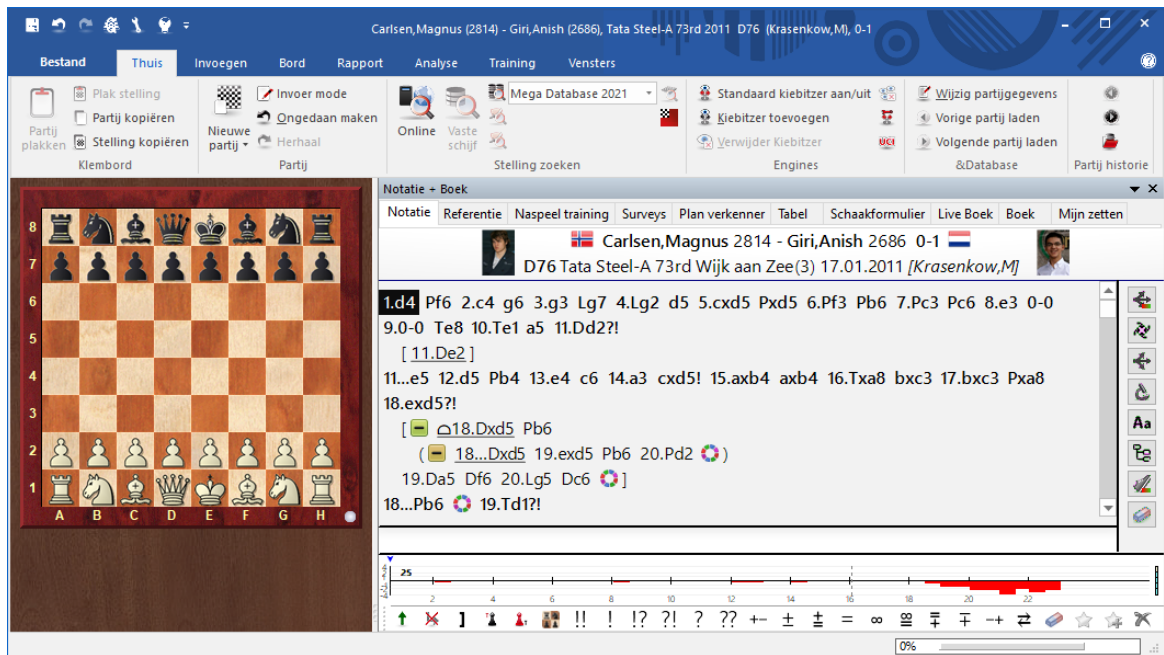 Carlsen,Magnus (2814) - Giri,Anish (2686), Tata Steel-A 73rd 2011 D76 (Krasenkow,M), 0-1
Bestand Thuis Invoegen Bord Rapport Analyse Training Vensters
Partij plakken
Plak stelling
Partij kopiëren
Stelling kopiëren
Klembord
Nieuwe partij
Invoer mode
Ongedaan maken
Herhaal
Partij
Online
Vaste schijf
Mega Database 2021
Stelling zoeken
Standaard kiebitzer aan/uit
Kiebitzer toevoegen
Verwijder Kiebitzer
UCI
Engines
Wijzig partijgegevens
Vorige partij laden
Volgende partij laden
&Database
Partij historie
Notatie + Boek
Notatie Referentie Naspeel training Surveys Plan verkenner Tabel Schaakformulier Live Boek Boek Mijn zetten
Carlsen,Magnus 2814 - Giri,Anish 2686 0-1
D76 Tata Steel-A 73rd Wijk aan Zee(3) 17.01.2011 [Krasenkow,M]
1.d4 Pf6 2.c4 g6 3.g3 Lg7 4.Lg2 d5 5.cxd5 Pxd5 6.Pf3 Pb6 7.Pc3 Pc6 8.e3 0-0
9.0-0 Te8 10.Te1 a5 11.Dd2?!
[ 11.De2 ]
11...e5 12.d5 Pb4 13.e4 c6 14.a3 cxd5! 15.axb4 axb4 16.Txa8 bxc3 17.bxc3 Pxa8
18.exd5?!
[ ⌓18.Dxd5 Pb6
( 18...Dxd5 19.exd5 Pb6 20.Pd2 )
19.Da5 Df6 20.Lg5 Dc6 ]
18...Pb6 19.Td1?!
8
7
6
5
4
3
2
1
A B C D E F G H
Aa
25
2 4 6 8 10 12 14 16 18 20 22
] !! ! !? ?! ? ?? +- ± ⩲ = ∞ ⯹ ⩱ ∓ -+ ⇄
0%